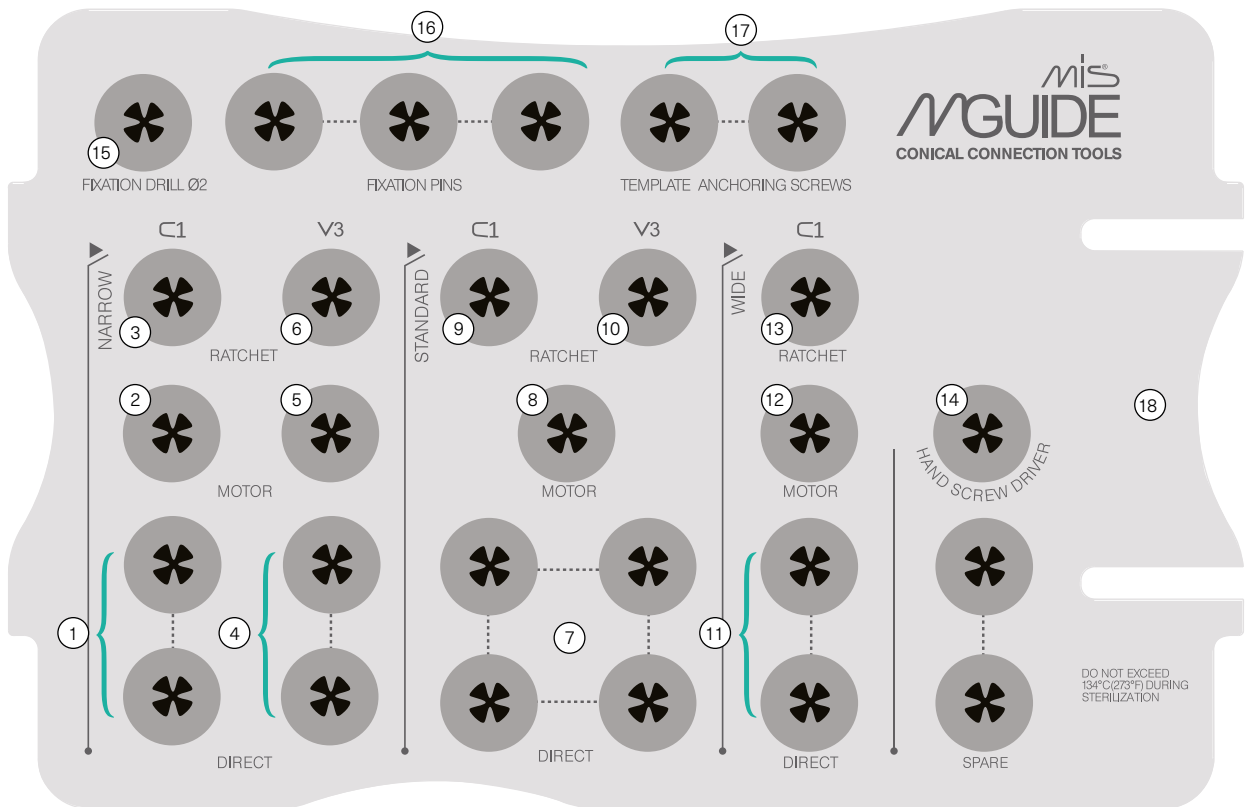 16
17
MIS®
MGUIDE
CONICAL CONNECTION TOOLS
15
FIXATION DRILL Ø2
FIXATION PINS
TEMPLATE ANCHORING SCREWS
C1
V3
C1
V3
C1
NARROW
STANDARD
WIDE
3
6
9
10
13
RATCHET
RATCHET
RATCHET
2
5
8
12
14
18
HAND SCREW DRIVER
MOTOR
MOTOR
MOTOR
1
4
7
11
DO NOT EXCEED
134°C(273°F) DURING
STERILIZATION
DIRECT
DIRECT
DIRECT
SPARE